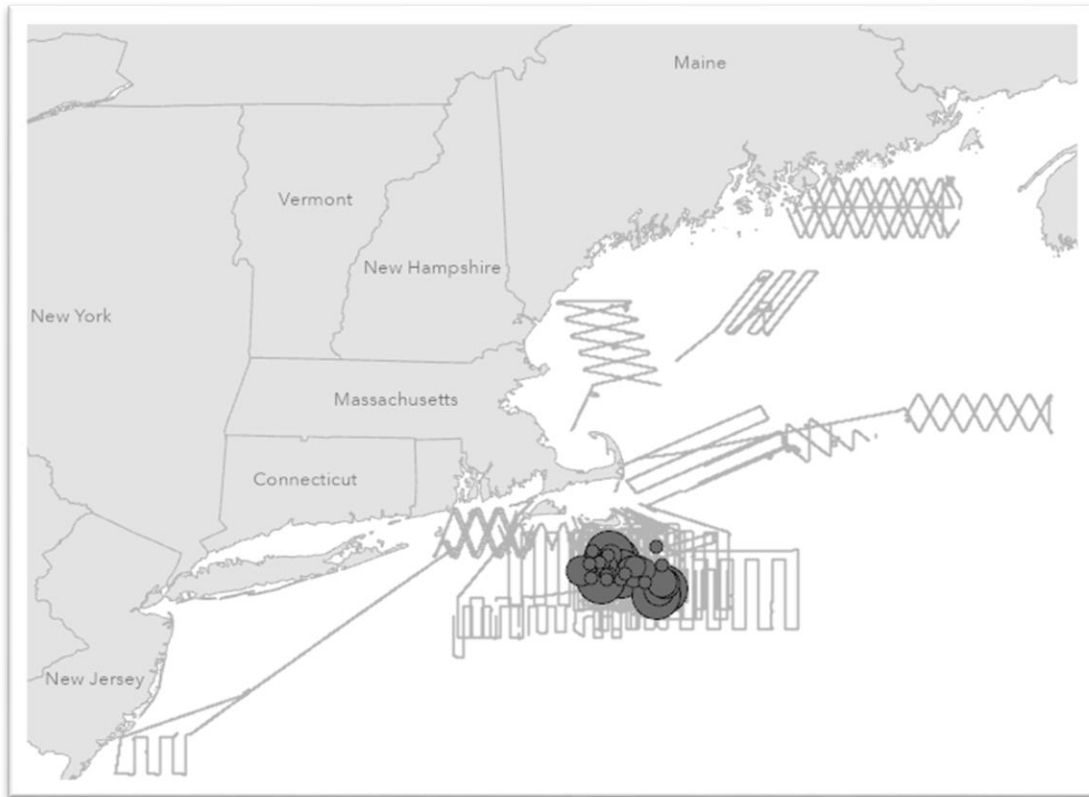 Maine
Vermont
New Hampshire
New York
Massachusetts
Connecticut
New Jersey